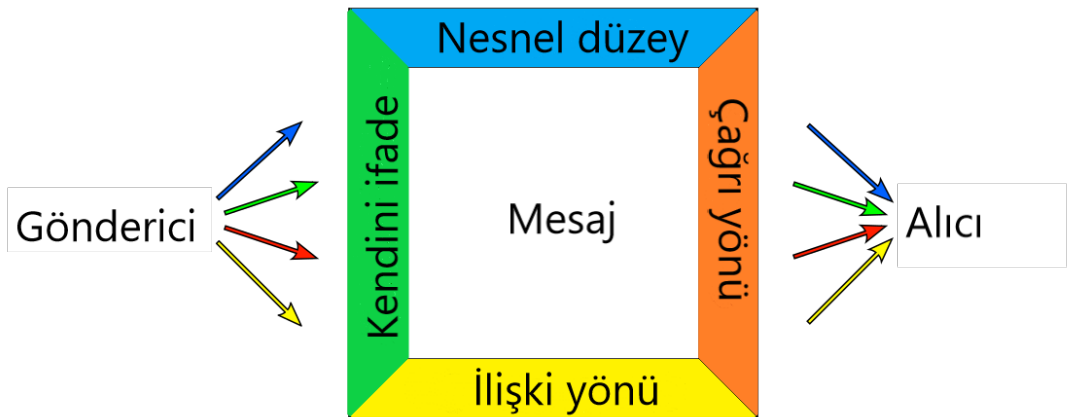 Nesnel düzey
Gönderici
Kendini ifade
Mesaj
Çağrı yönü
Alıcı
İlişki yönü